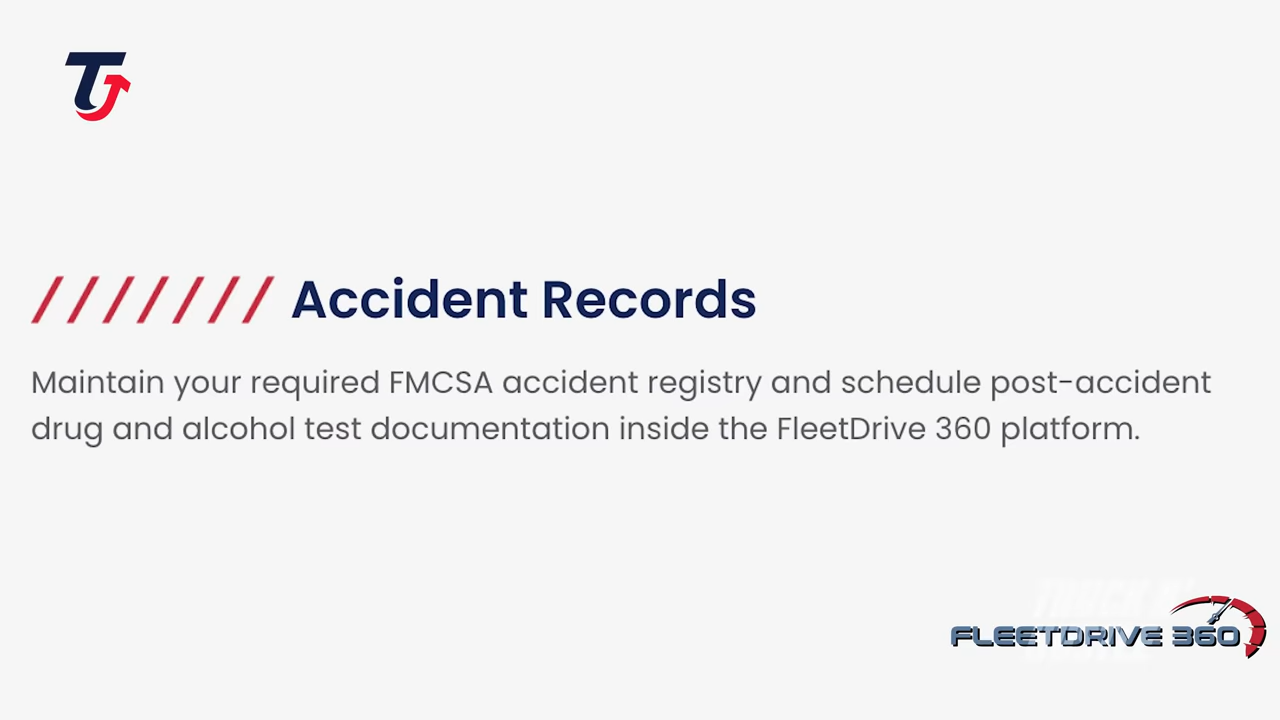 /////// Accident Records
Maintain your required FMCSA accident registry and schedule post-accident
drug and alcohol test documentation inside the FleetDrive 360 platform.
FLEETDRIVE 360